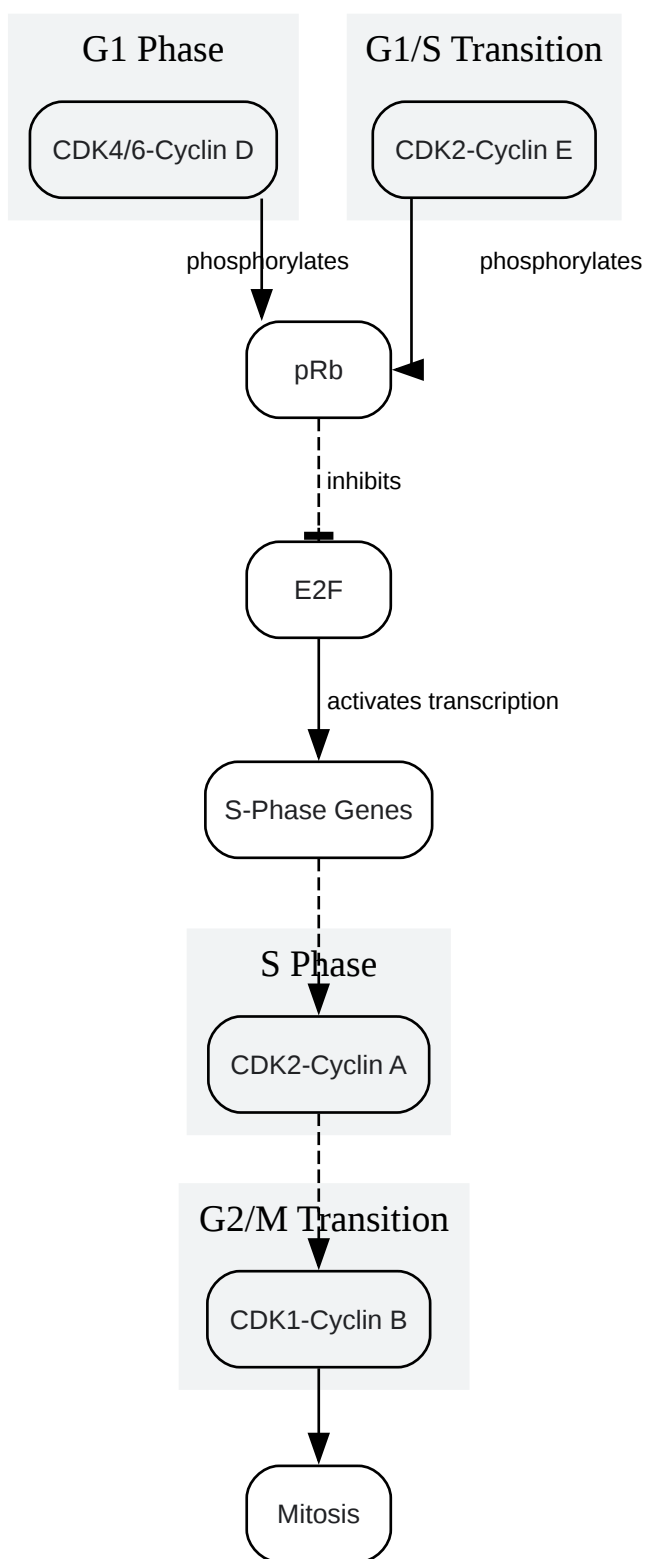 G1 Phase
G1/S Transition
CDK4/6-Cyclin D
CDK2-Cyclin E
phosphorylates
phosphorylates
pRb
inhibits
E2F
activates transcription
S-Phase Genes
S Phase
CDK2-Cyclin A
G2/M Transition
CDK1-Cyclin B
Mitosis